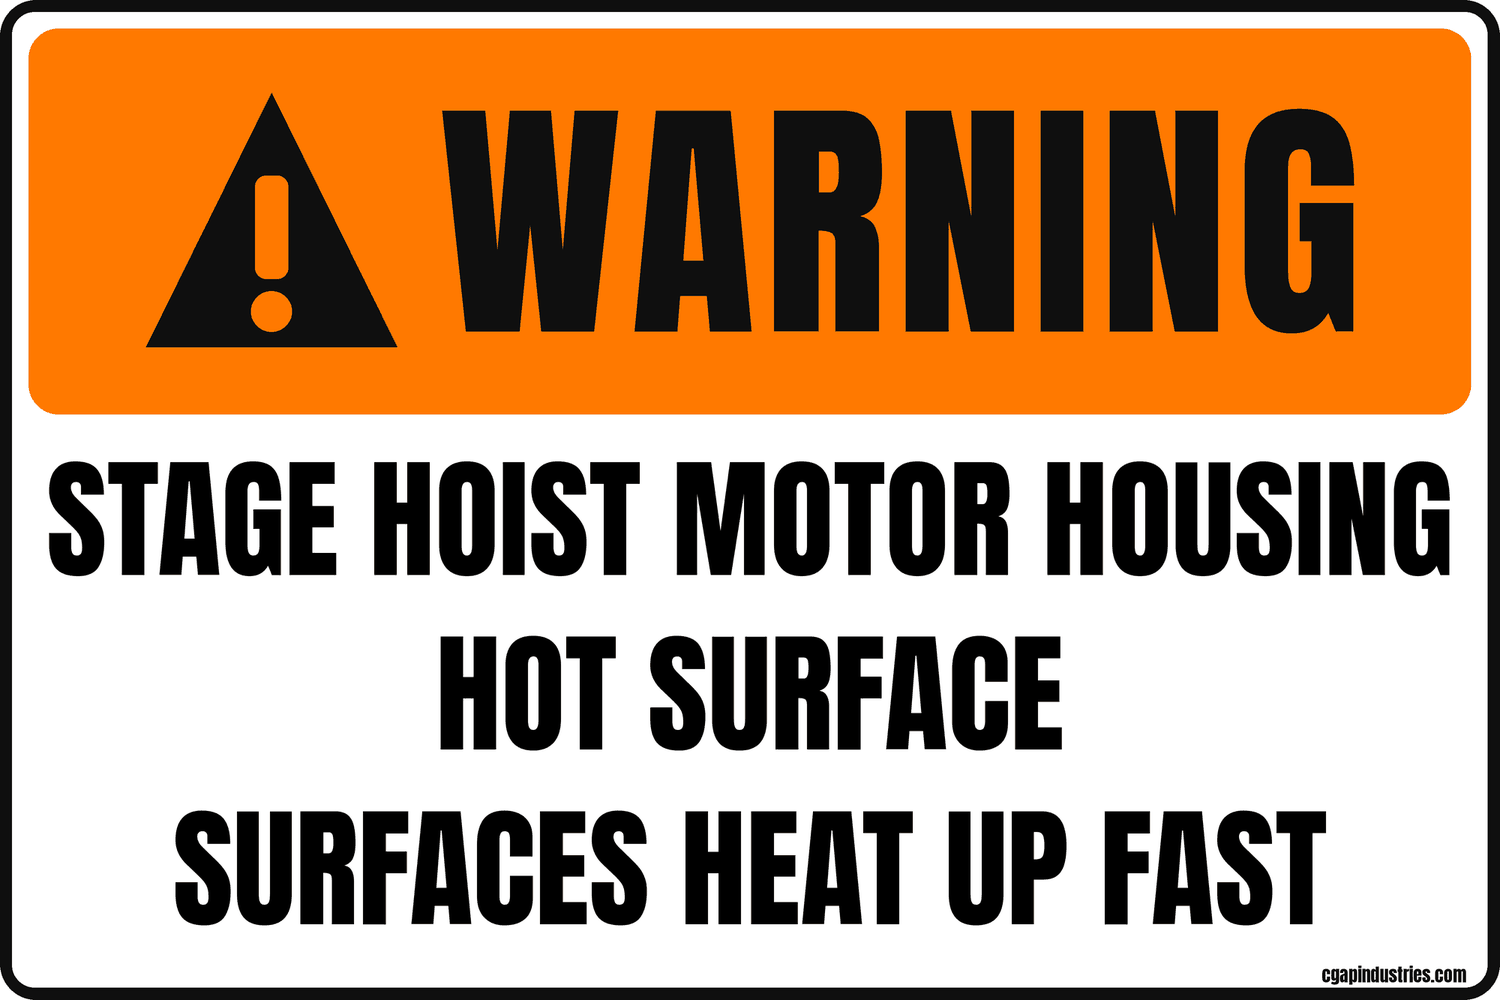 WARNING
STAGE HOIST MOTOR HOUSING
HOT SURFACE
SURFACES HEAT UP FAST
cgapindustries.com